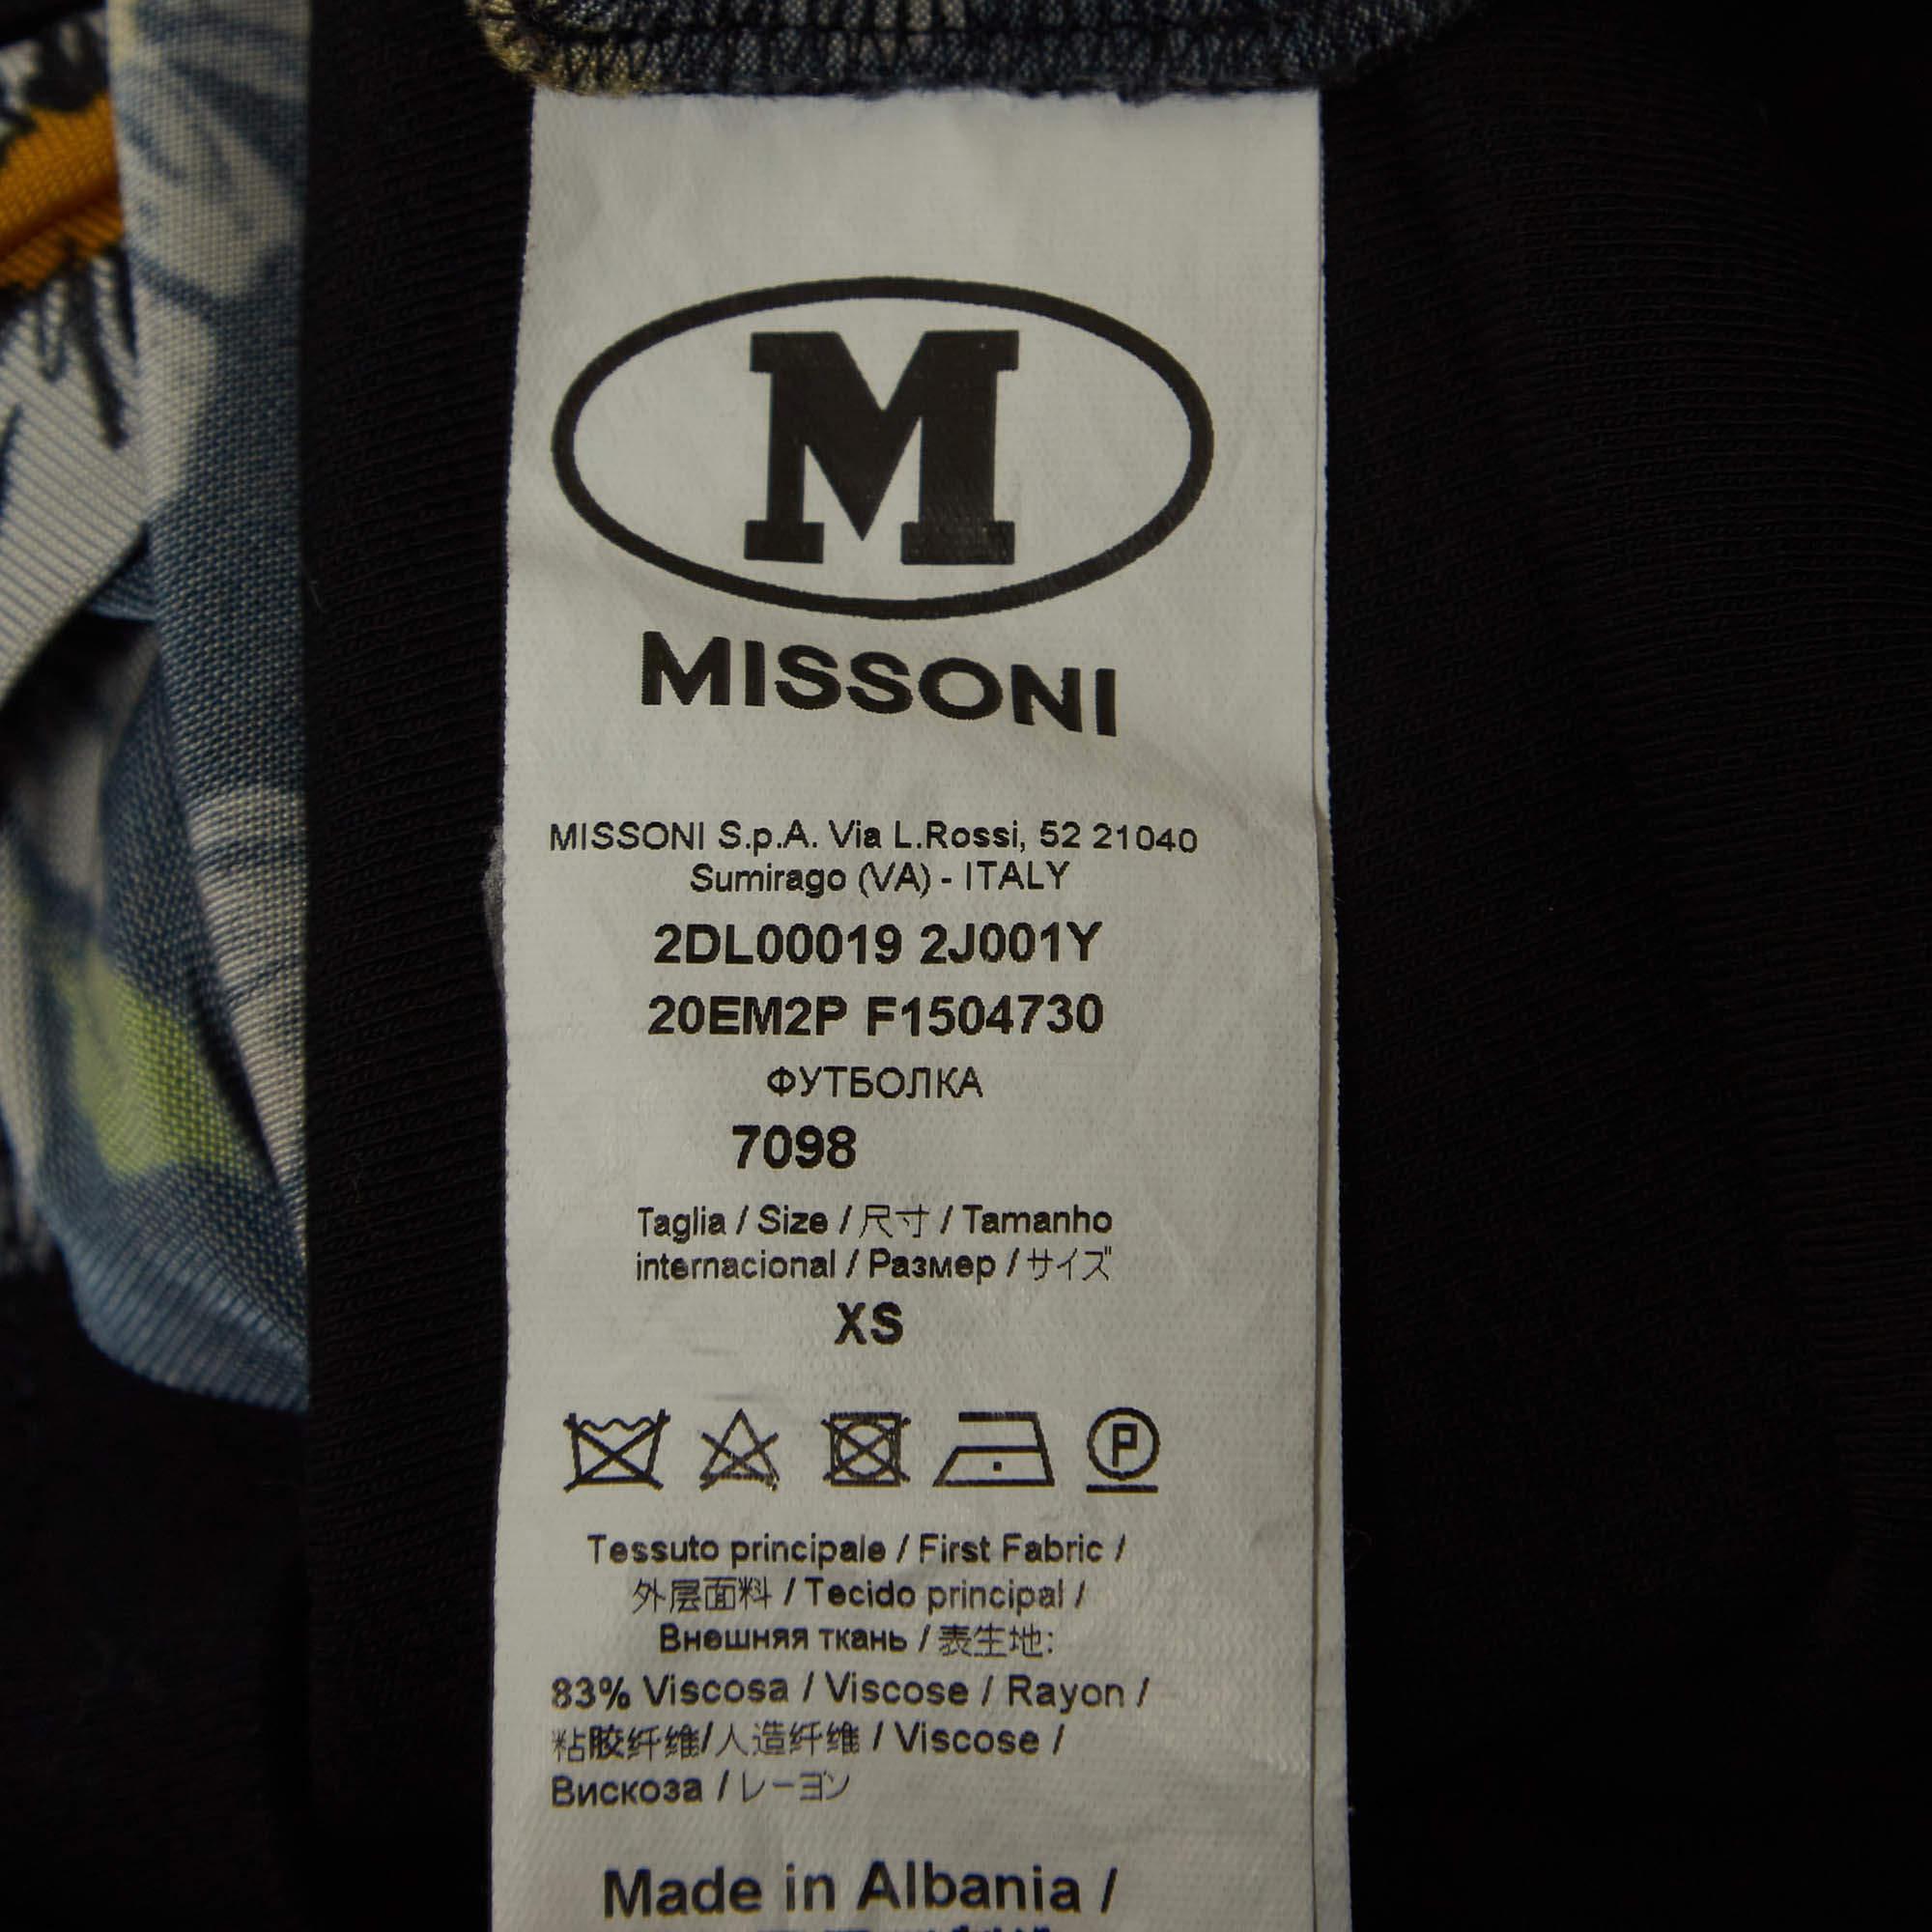 M
MISSONI
MISSONI S.p.A. Via L.Rossi, 52 21040
Sumirago (VA) - ITALY
2DL00019 2J001Y
20EM2P F1504730
ФУТБОЛКА
7098
Taglia / Size / 尺寸 / Tamanho
internacional / Размер / サイズ
XS
P
Tessuto principale / First Fabric /
外层面料 / Tecido principal /
Внешняя ткань / 表生地:
83% Viscosa / Viscose / Rayon /
粘胶纤维/人造纤维 / Viscose /
Вискоза / レーヨン
Made in Albania /